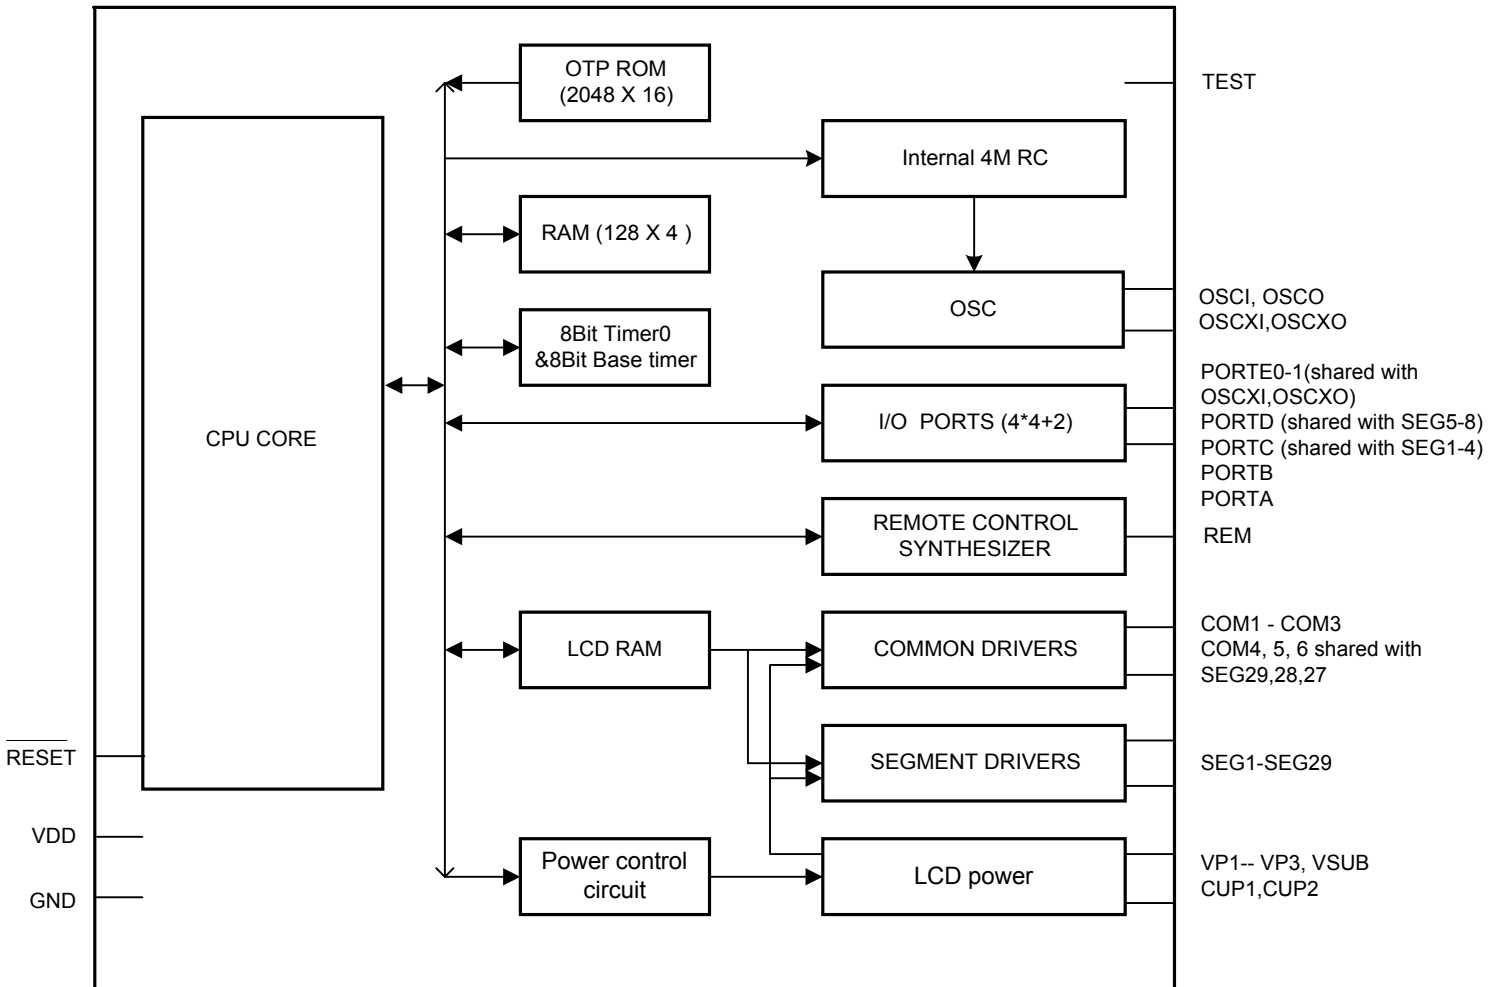 OTP ROM
(2048 X 16)
TEST
Internal 4M RC
RAM (128 X 4 )
OSC
OSCI, OSCO
OSCXI,OSCXO
8Bit Timer0
&8Bit Base timer
PORTE0-1(shared with
OSCXI,OSCXO)
PORTD (shared with SEG5-8)
PORTC (shared with SEG1-4)
PORTB
PORTA
I/O PORTS (4*4+2)
CPU CORE
REMOTE CONTROL
SYNTHESIZER
REM
LCD RAM
COMMON DRIVERS
COM1 - COM3
COM4, 5, 6 shared with
SEG29,28,27
RESET
SEGMENT DRIVERS
SEG1-SEG29
VDD
Power control
circuit
LCD power
VP1-- VP3, VSUB
CUP1,CUP2
GND